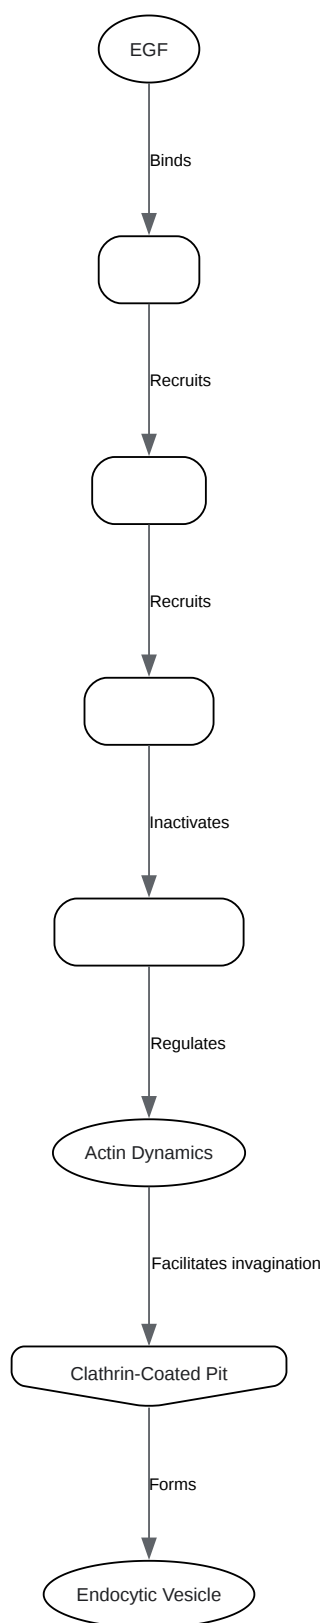 EGF
Binds
Recruits
Recruits
Inactivates
Regulates
Actin Dynamics
Facilitates invagination
Clathrin-Coated Pit
Forms
Endocytic Vesicle